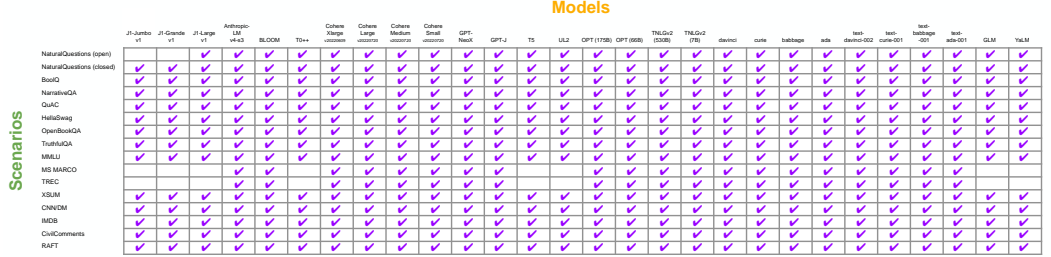 Models
J1-Jumbo
v1
J1-Grande
v1
J1-Large
v1
Anthropic-
LM
v4-s3
BLOOM
T0++
Cohere
Xlarge
v20220609
Cohere
Large
v20220720
Cohere
Medium
v20220720
Cohere
Small
v20220720
GPT-
NeoX
GPT-J
T5
UL2
OPT (175B)
OPT (66B)
TNLGv2
(530B)
TNLGv2
(7B)
davinci
curie
babbage
ada
text-
davinci-002
text-
curie-001
text-
babbage
-001
text-
ada-001
GLM
YaLM
Scenarios
NaturalQuestions (open)
NaturalQuestions (closed)
BoolQ
NarrativeQA
QuAC
HellaSwag
OpenBookQA
TruthfulQA
MMLU
MS MARCO
TREC
XSUM
CNN/DM
IMDB
CivilComments
RAFT